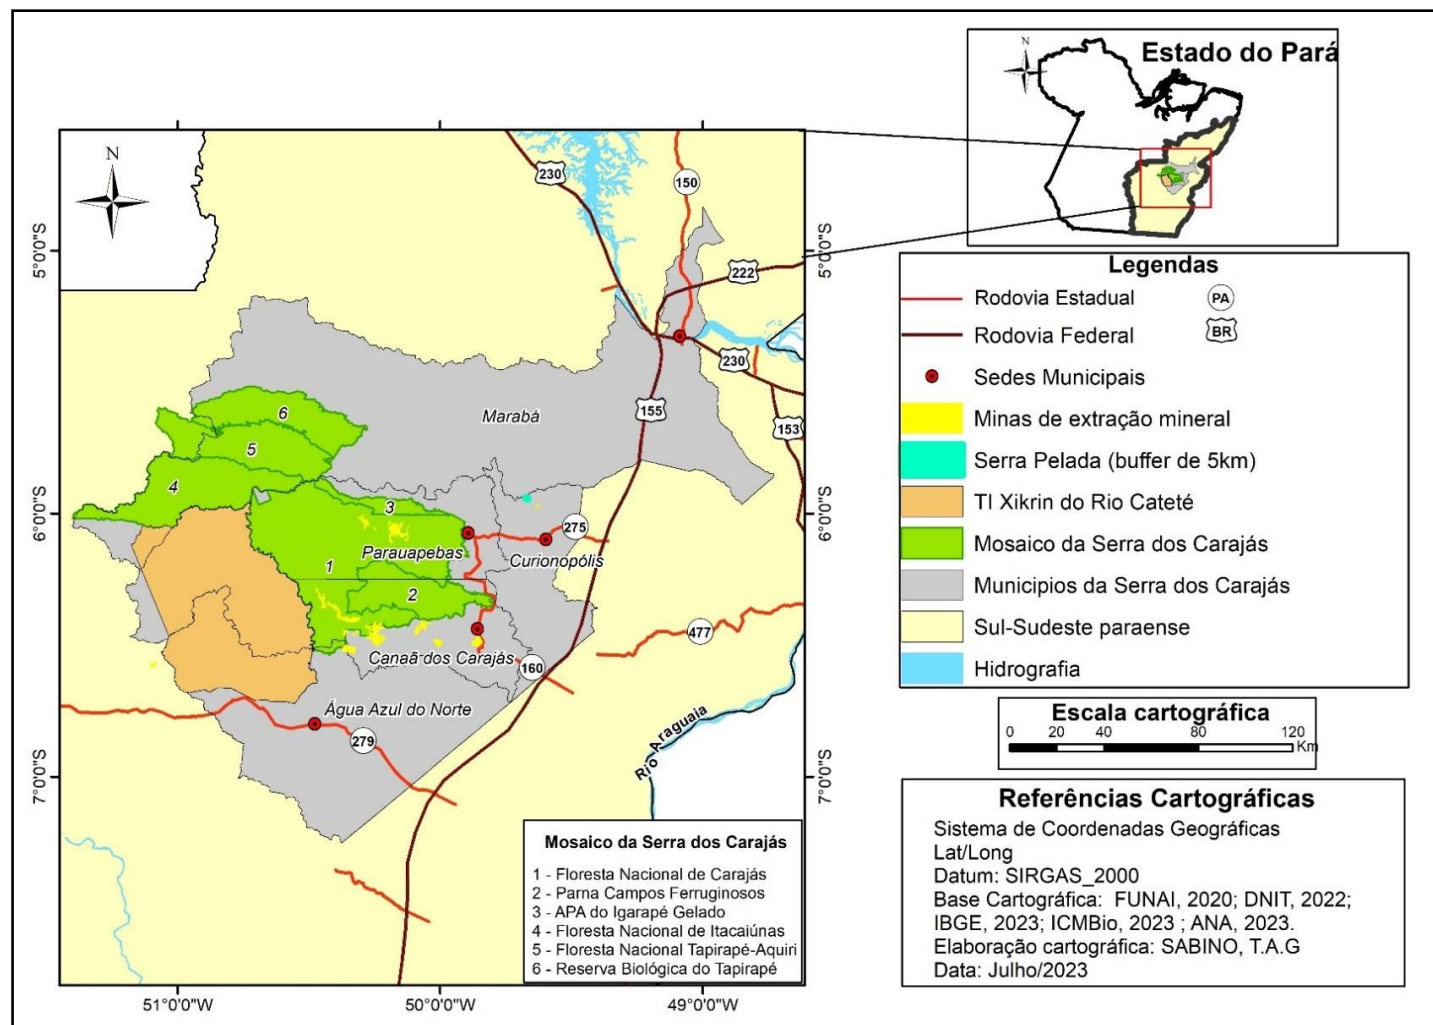 N
Estado do Pará
N
230
150
5°0'0"S
222
5°0'0"S
Legendas
Rodovia Estadual PA
Rodovia Federal BR
Sedes Municipais
Minas de extração mineral
Serra Pelada (buffer de 5km)
TI Xikrin do Rio Cateté
Mosaico da Serra dos Carajás
Municipios da Serra dos Carajás
Sul-Sudeste paraense
Hidrografia
230
6
Marabá
155
153
5
4
3
6°0'0"S
275
6°0'0"S
Parauapebas
Curionopólis
1
2
477
Canaã dos Carajás
160
Água Azul do Norte
279
Rio Araguaia
7°0'0"S
7°0'0"S
Escala cartográfica
0 20 40 80 120
Km
Mosaico da Serra dos Carajás
1 - Floresta Nacional de Carajás
2 - Parna Campos Ferruginosos
3 - APA do Igarapé Gelado
4 - Floresta Nacional de Itacaiúnas
5 - Floresta Nacional Tapirapé-Aquiri
6 - Reserva Biológica do Tapirapé
Referências Cartográficas
Sistema de Coordenadas Geográficas
Lat/Long
Datum: SIRGAS_2000
Base Cartográfica: FUNAI, 2020; DNIT, 2022;
IBGE, 2023; ICMBio, 2023 ; ANA, 2023.
Elaboração cartográfica: SABINO, T.A.G
Data: Julho/2023
51°0'0"W 50°0'0"W 49°0'0"W